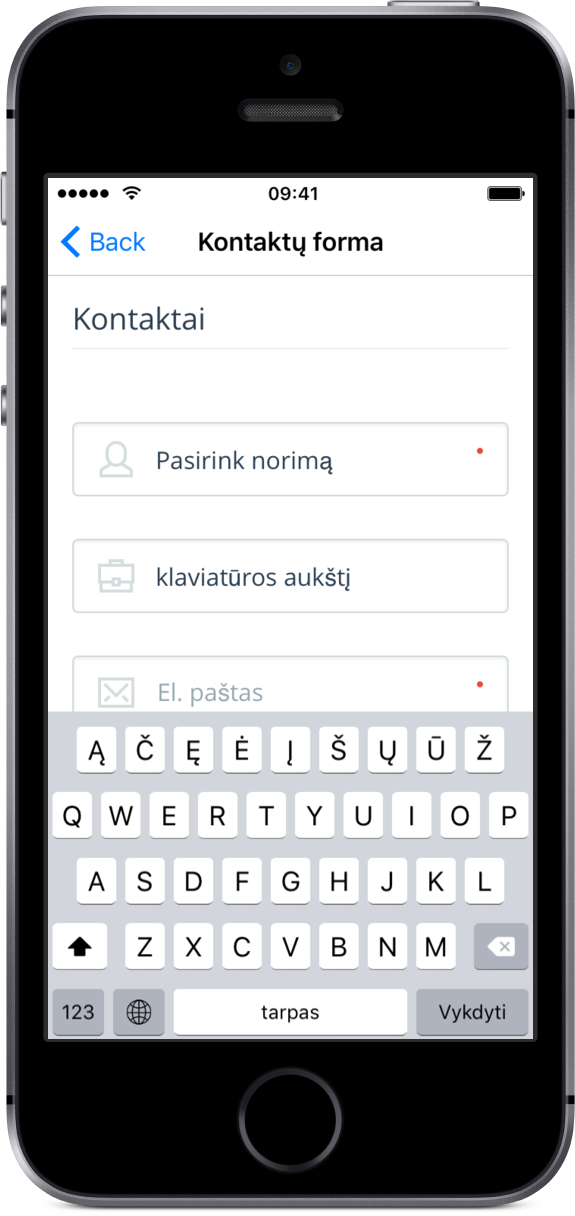 09:41
Back Kontaktų forma
Kontaktai
Pasirink norimą
klaviatūros aukštį
El. paštas
Ą Č Ę Ė Į Š Ų Ū Ž
Q W E R T Y U I O P
A S D F G H J K L
Z X C V B N M
123 tarpas Vykdyti